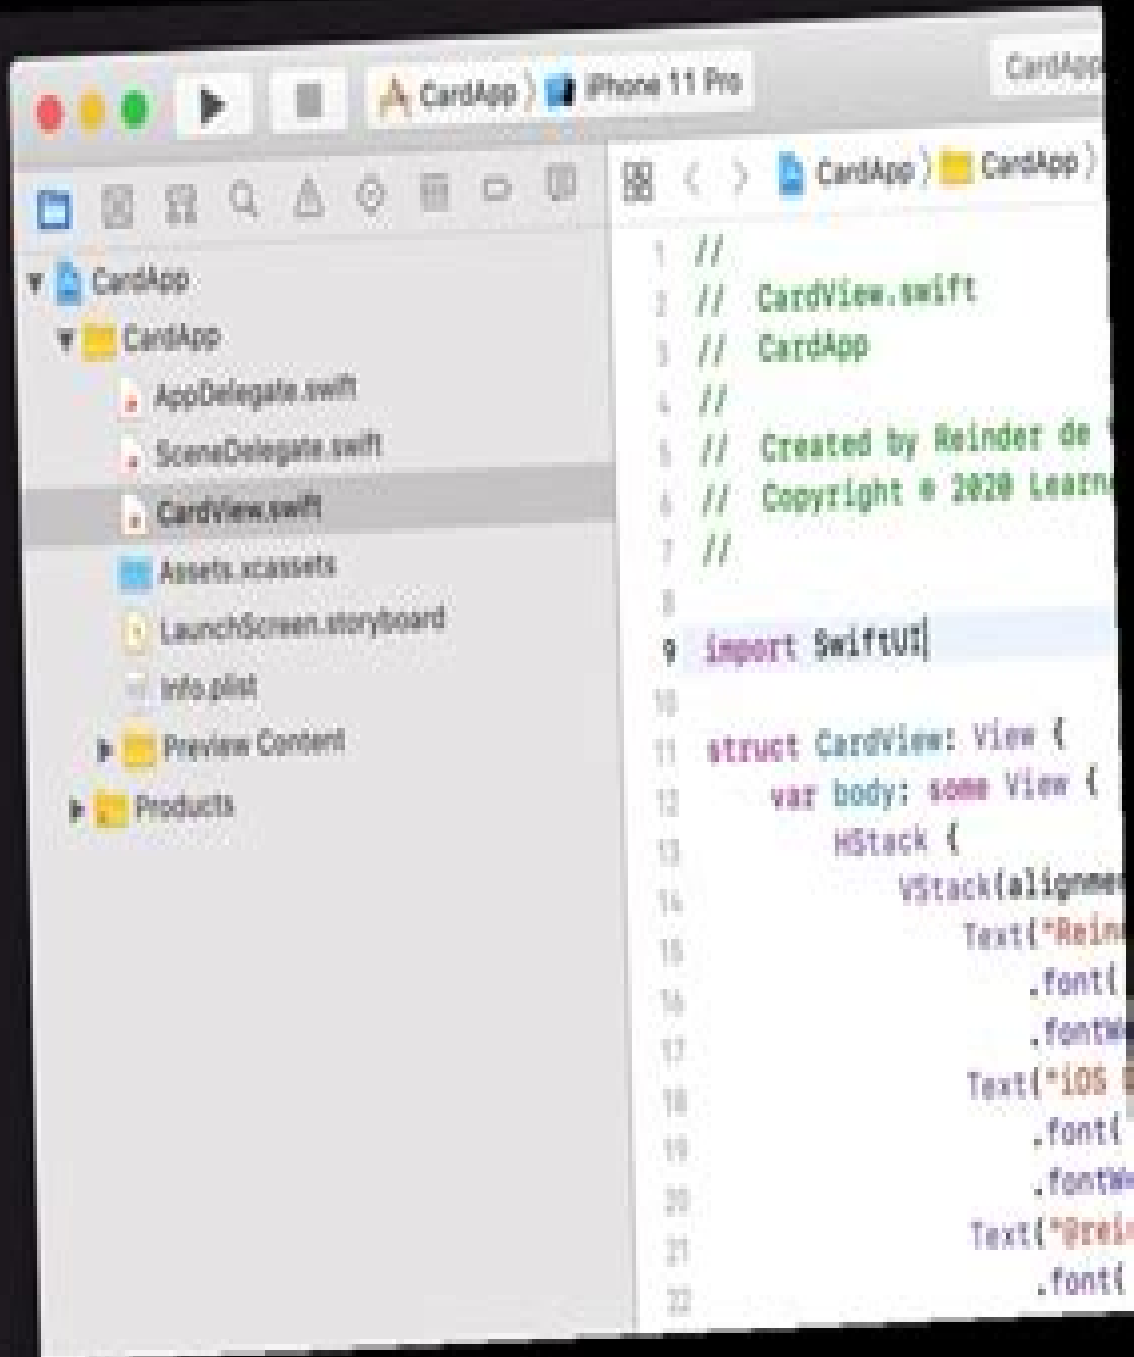 CardApp 〉 iPhone 11 Pro
CardApp
CardApp 〉 CardApp 〉
CardApp
CardApp
AppDelegate.swift
SceneDelegate.swift
CardView.swift
Assets.xcassets
LaunchScreen.storyboard
Info.plist
Preview Content
Products
1 //
2 // CardView.swift
3 // CardApp
4 //
5 // Created by Reinder de
6 // Copyright © 2020 Learn
7 //
8
9 import SwiftUI
10
11 struct CardView: View {
12 var body: some View {
13 HStack {
14 VStack(alignmen
15 Text("Rein
16 .font(
17 .fontW
18 Text("iOS
19 .font(
20 .fontW
21 Text("@rein
22 .font(